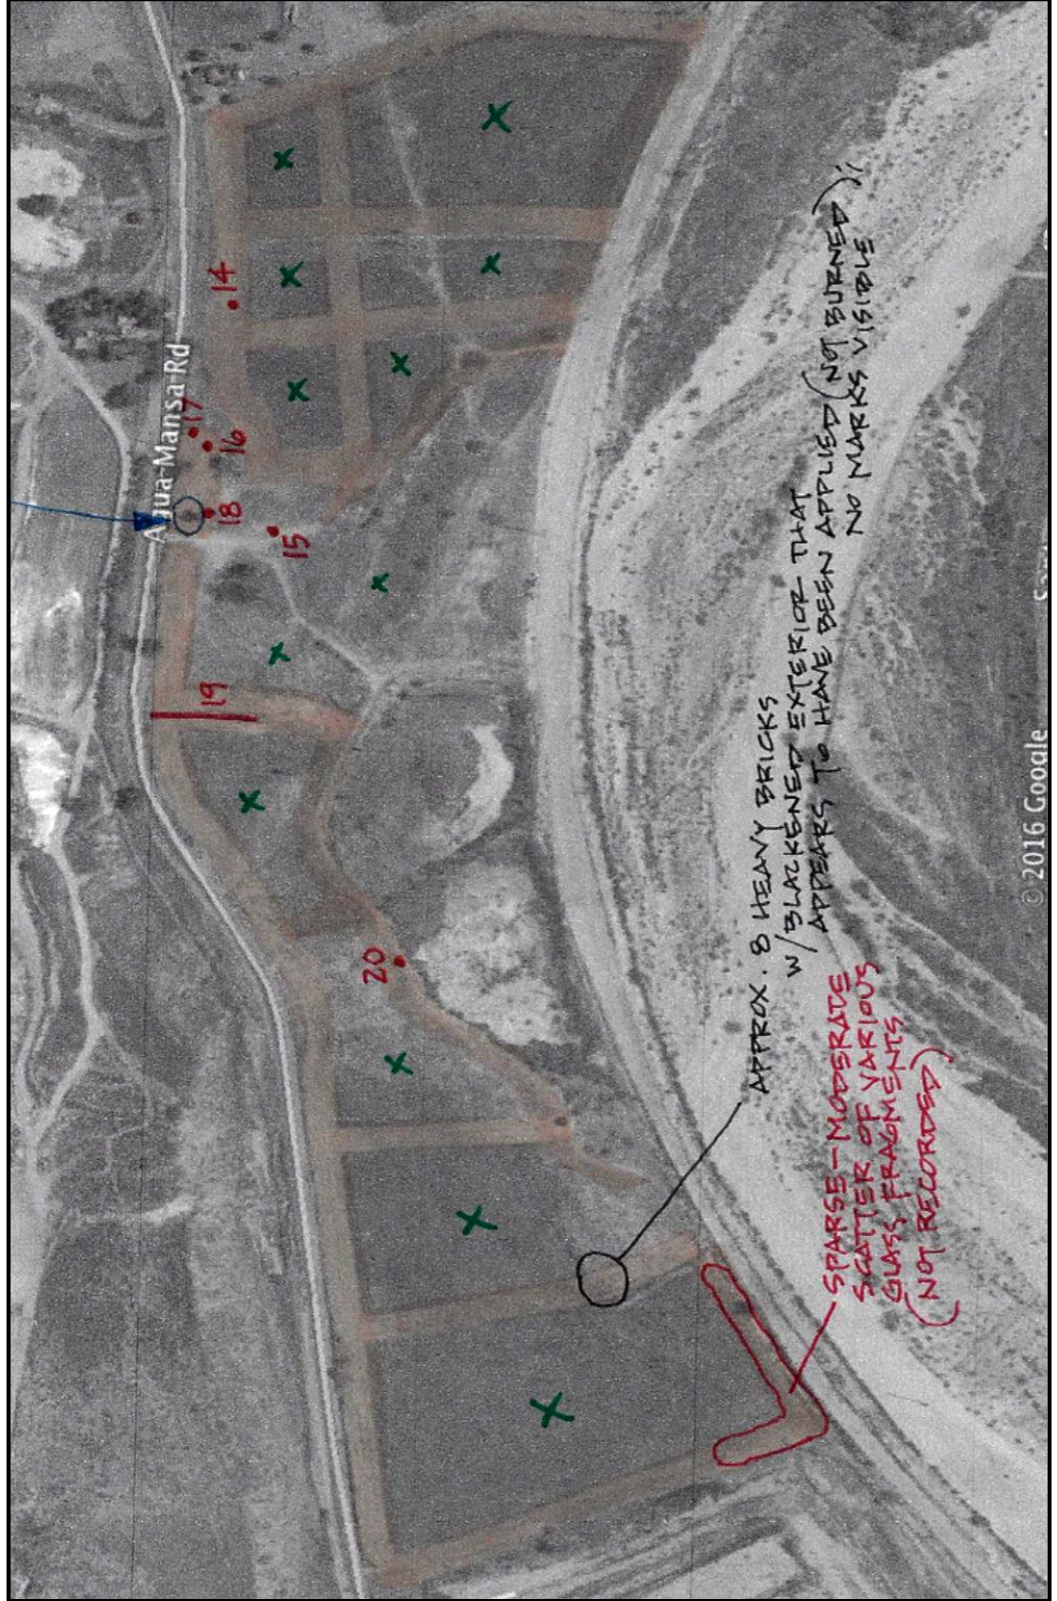 Agua-Mansa Rd
14
17
16
18
15
19
20
APPROX. 8 HEAVY BRICKS
W/ BLACKENED EXTERIOR THAT
APPEARS TO HAVE BEEN APPLIED (NOT BURNED);
NO MARKS VISIBLE
SPARSE-MODERATE
SCATTER OF VARIOUS
GLASS FRAGMENTS
(NOT RECORDED)
© 2016 Google